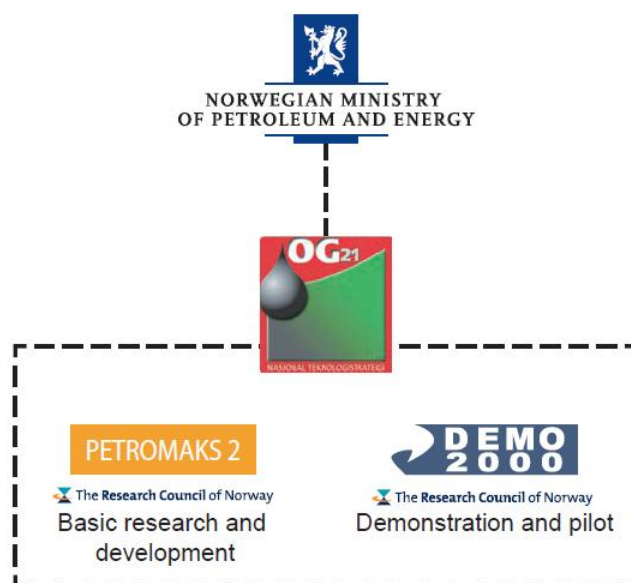 NORWEGIAN MINISTRY
OF PETROLEUM AND ENERGY
OG21
NASJONAL TEKNOLOGISTRATEGI
PETROMAKS 2
The Research Council of Norway
Basic research and
development
DEMO
2000
The Research Council of Norway
Demonstration and pilot